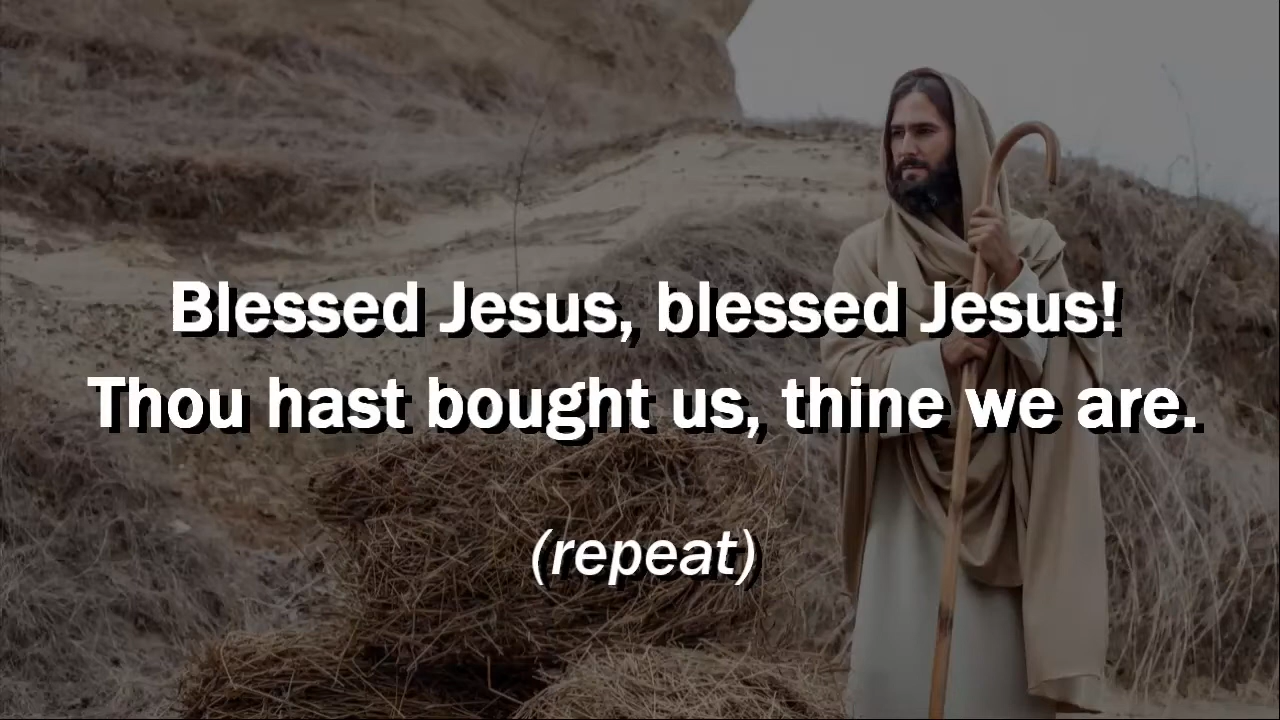 Blessed Jesus, blessed Jesus!
Thou hast bought us, thine we are.
(repeat)